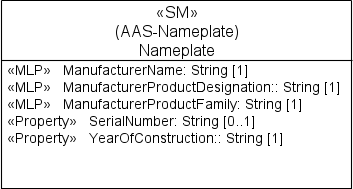 «SM»
(AAS-Nameplate)
Nameplate
«MLP» ManufacturerName: String [1]
«MLP» ManufacturerProductDesignation:: String [1]
«MLP» ManufacturerProductFamily: String [1]
«Property» SerialNumber: String [0..1]
«Property» YearOfConstruction:: String [1]